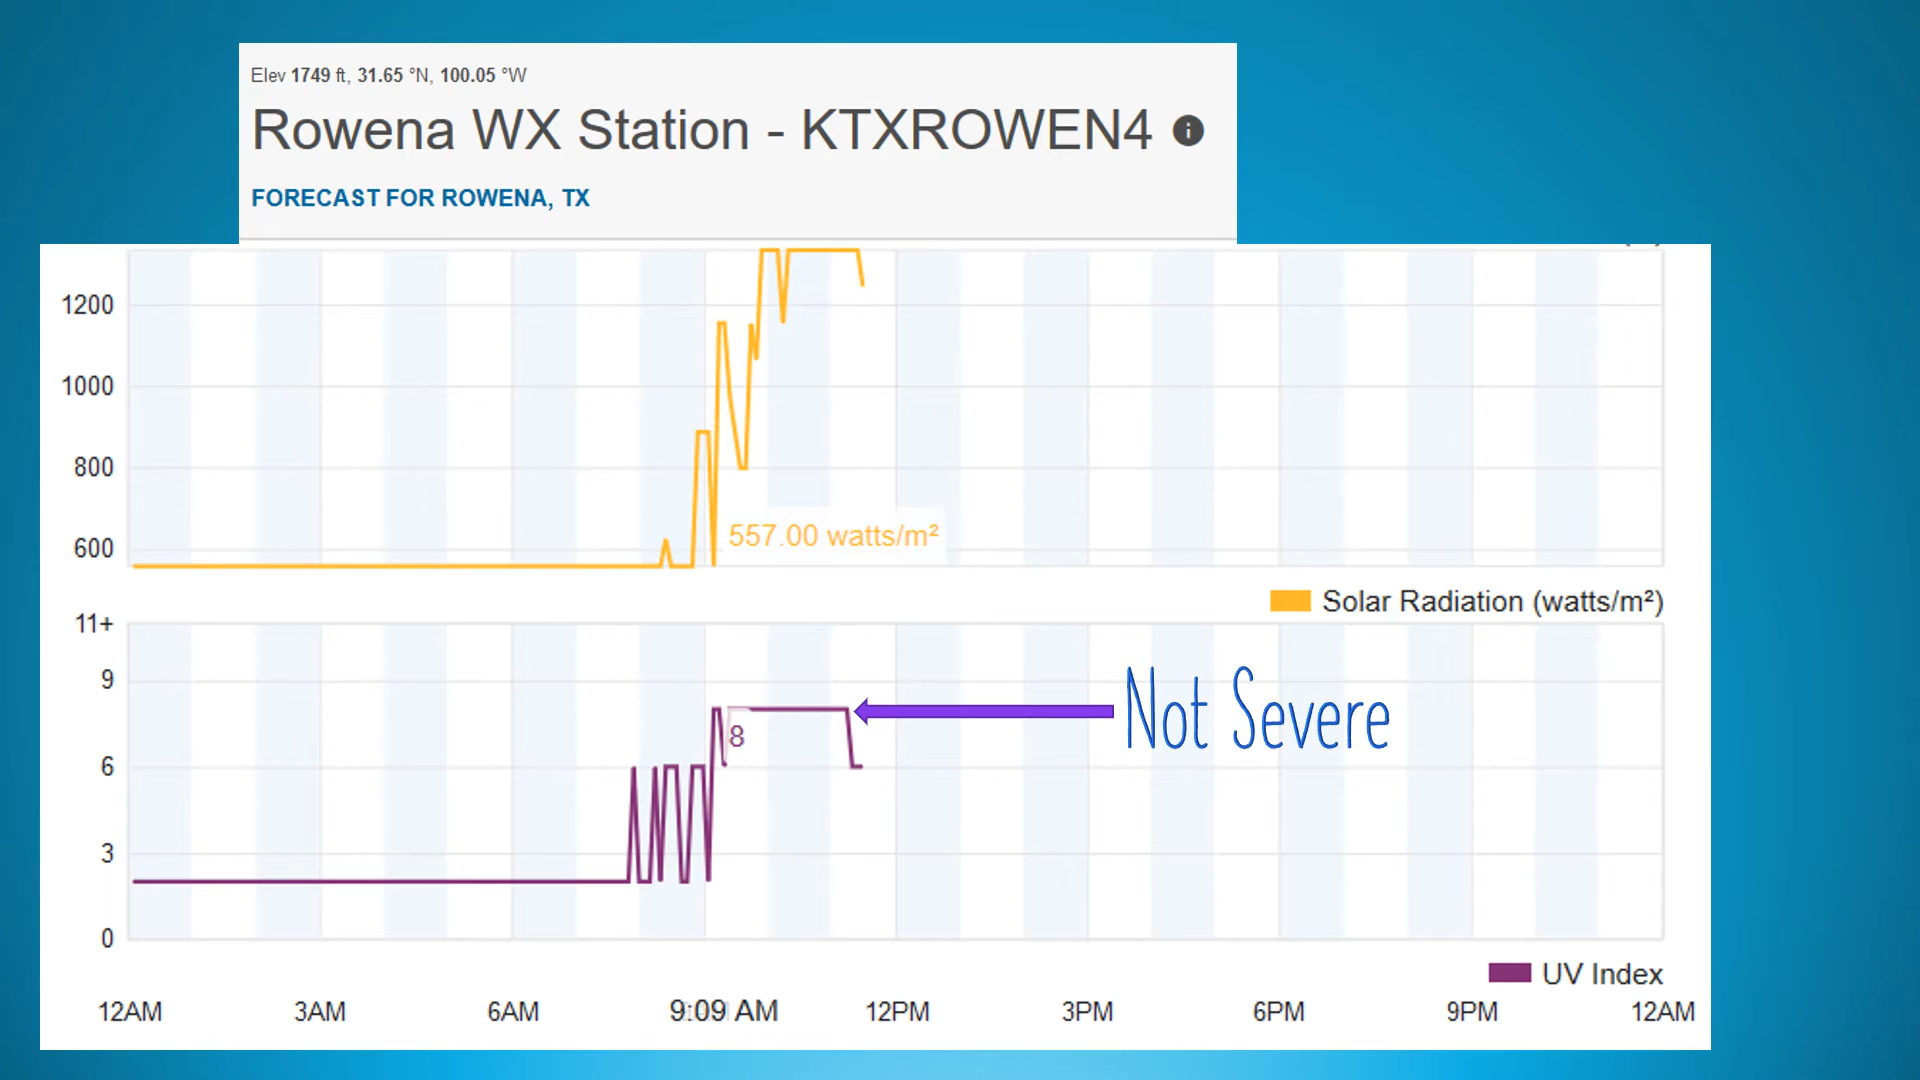 Elev 1749 ft, 31.65 °N, 100.05 °W
Rowena WX Station - KTXROWEN4
FORECAST FOR ROWENA, TX
1200
1000
800
600
557.00 watts/m²
Solar Radiation (watts/m²)
11+
9
6
3
0
8
Not Severe
UV Index
12AM 3AM 6AM 9:09 AM 12PM 3PM 6PM 9PM 12AM